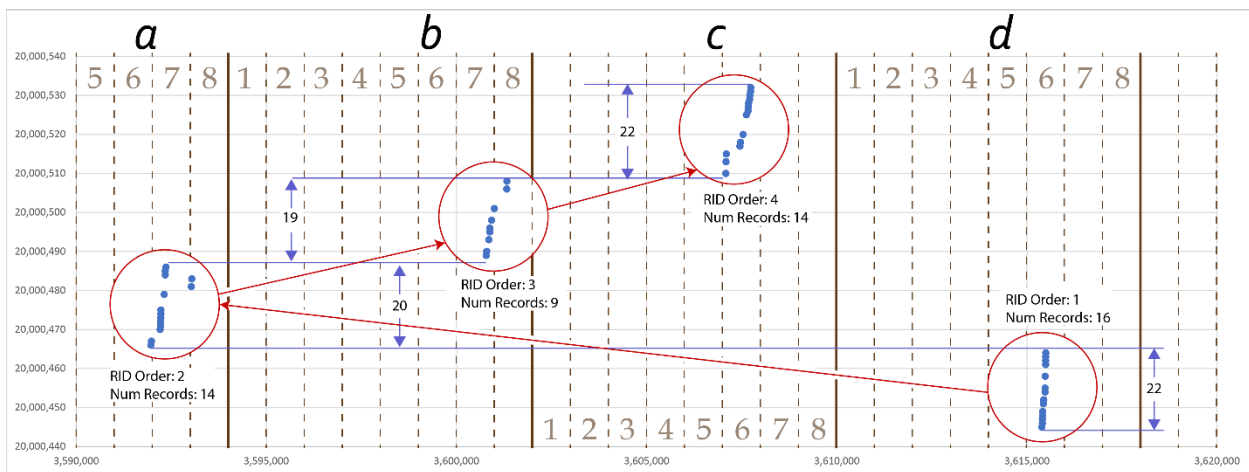 a b c d
20,000,540
5 6 7 8 1 2 3 4 5 6 7 8 1 2 3 4 5 6 7 8
20,000,530
22
20,000,520
20,000,510
RID Order: 4
Num Records: 14
20,000,500
19
20,000,490
RID Order: 3
Num Records: 9
20,000,480
20
RID Order: 1
Num Records: 16
20,000,470
20,000,460
RID Order: 2
Num Records: 14
22
20,000,450
1 2 3 4 5 6 7 8
20,000,440
3,590,000 3,595,000 3,600,000 3,605,000 3,610,000 3,615,000 3,620,000